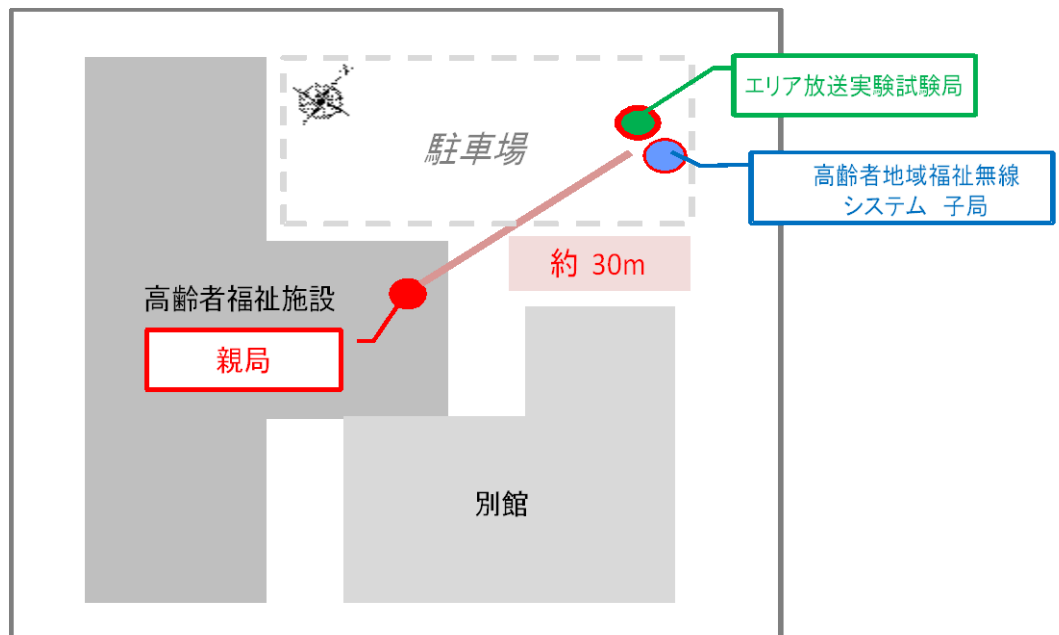 エリア放送実験試験局
駐車場
高齢者地域福祉無線
システム 子局
約 30m
高齢者福祉施設
親局
別館